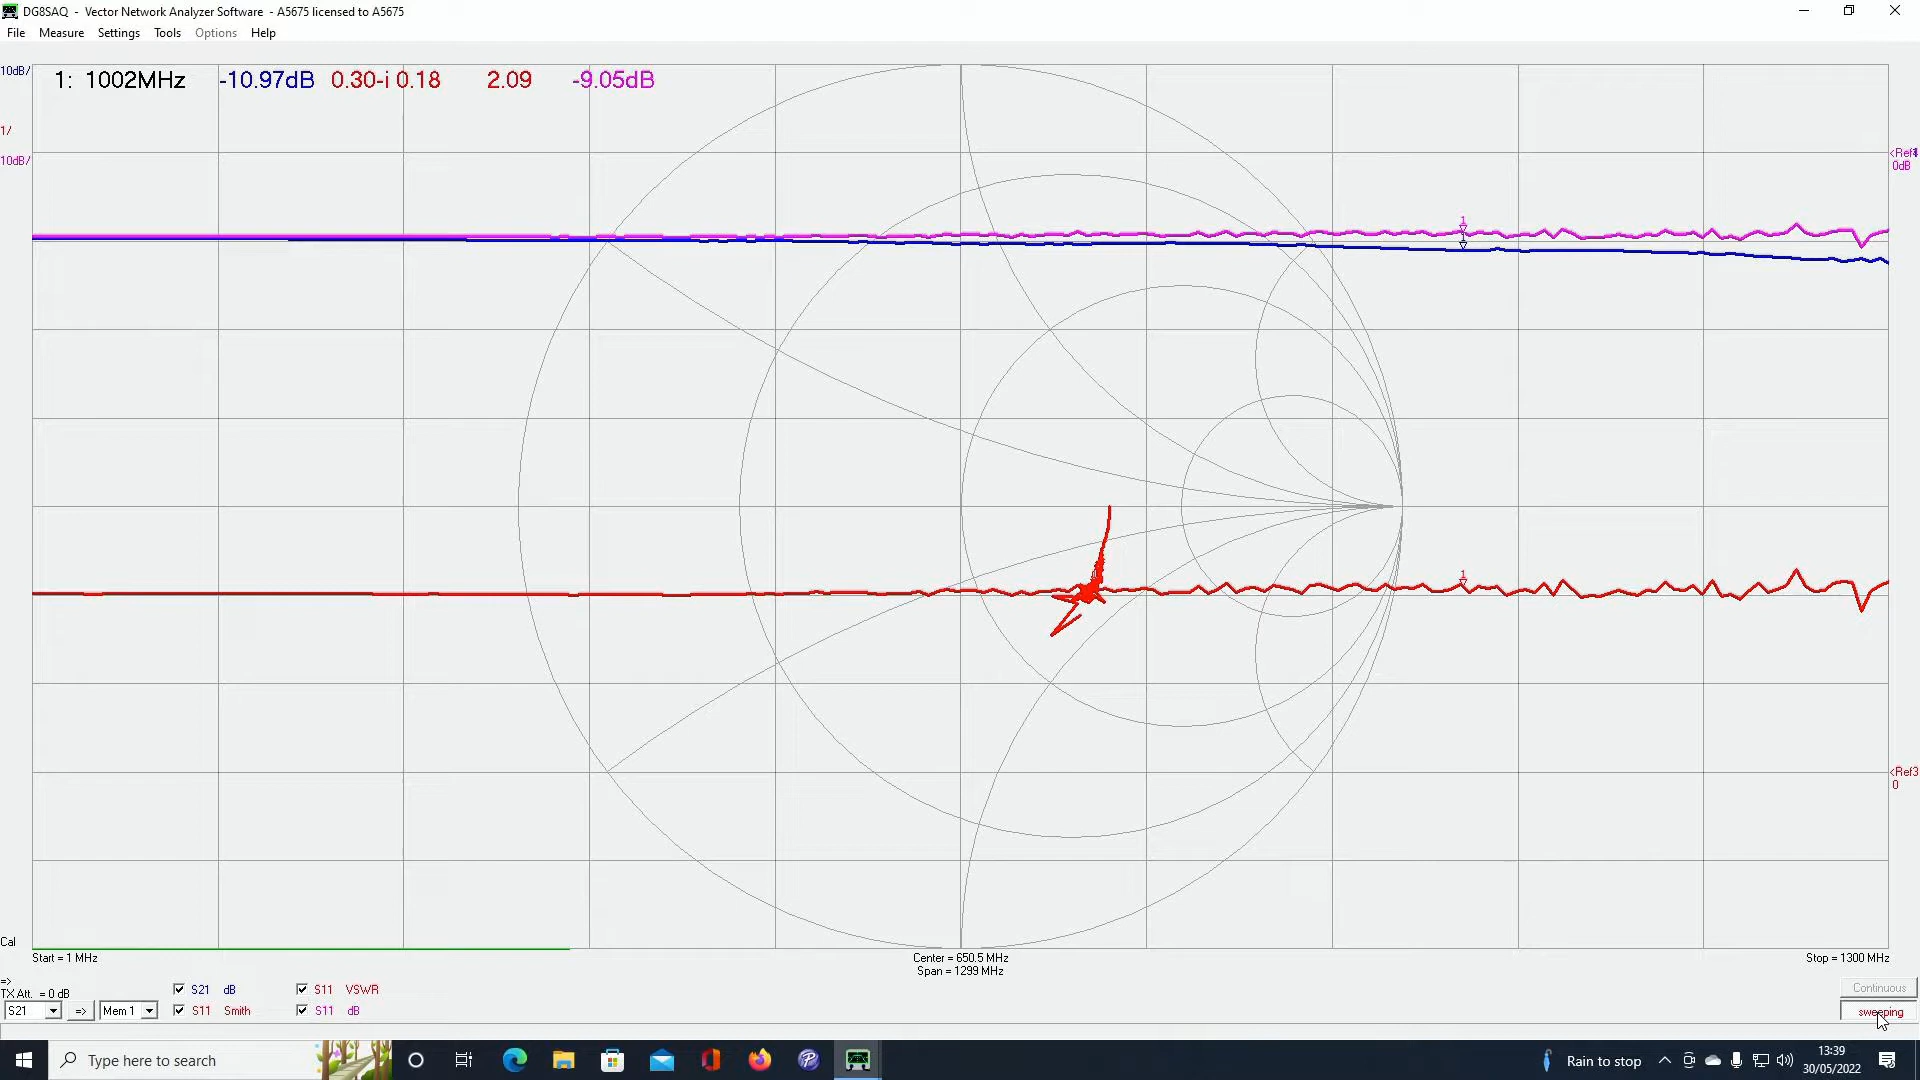 DG8SAQ - Vector Network Analyzer Software - A5675 licensed to A5675
File Measure Settings Tools Options Help
10dB/
1: 1002MHz -10.97dB 0.30-i 0.18 2.09 -9.05dB
1/
10dB/
<Ref4
0dB
1
1
1
<Ref3
0
Cal
Start = 1 MHz
Center = 650.5 MHz
Stop = 1300 MHz
Span = 1299 MHz
=>
TX Att. = 0 dB
S21 dB
S11 VSWR
Continuous
S21 => Mem 1
S11 Smith
S11 dB
sweeping
Type here to search
Rain to stop
13:39
30/05/2022